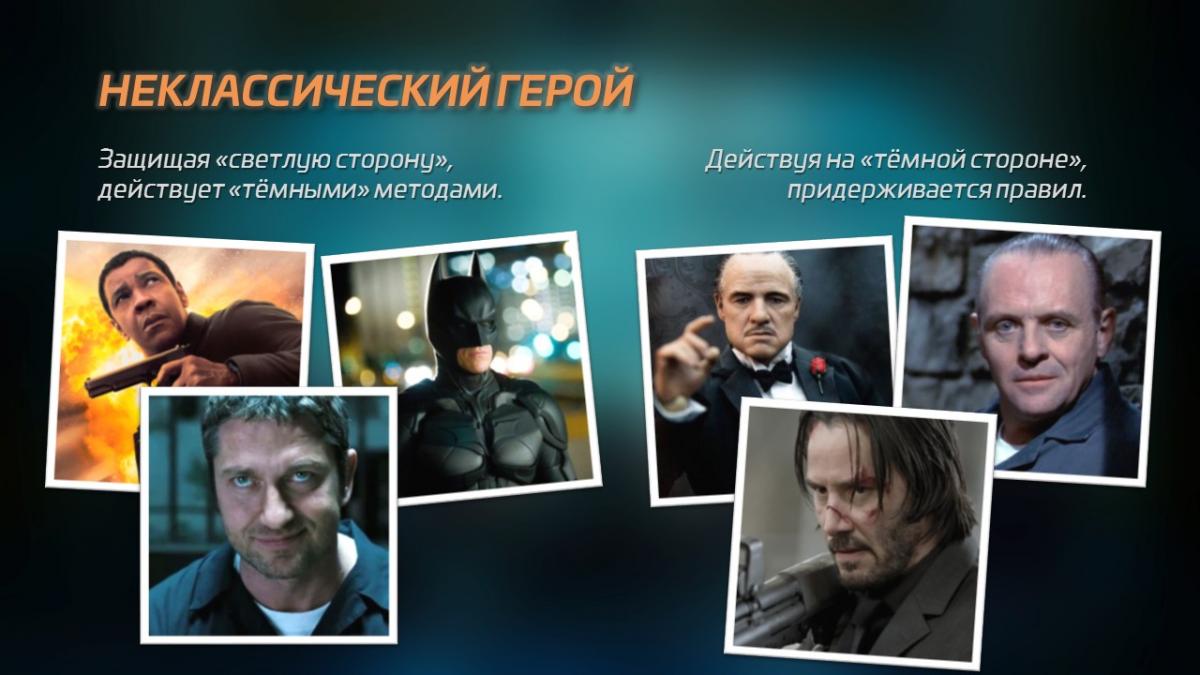 НЕКЛАССИЧЕСКИЙ ГЕРОЙ
Защищая «светлую сторону»,
действует «тёмными» методами.
Действуя на «тёмной стороне»,
придерживается правил.